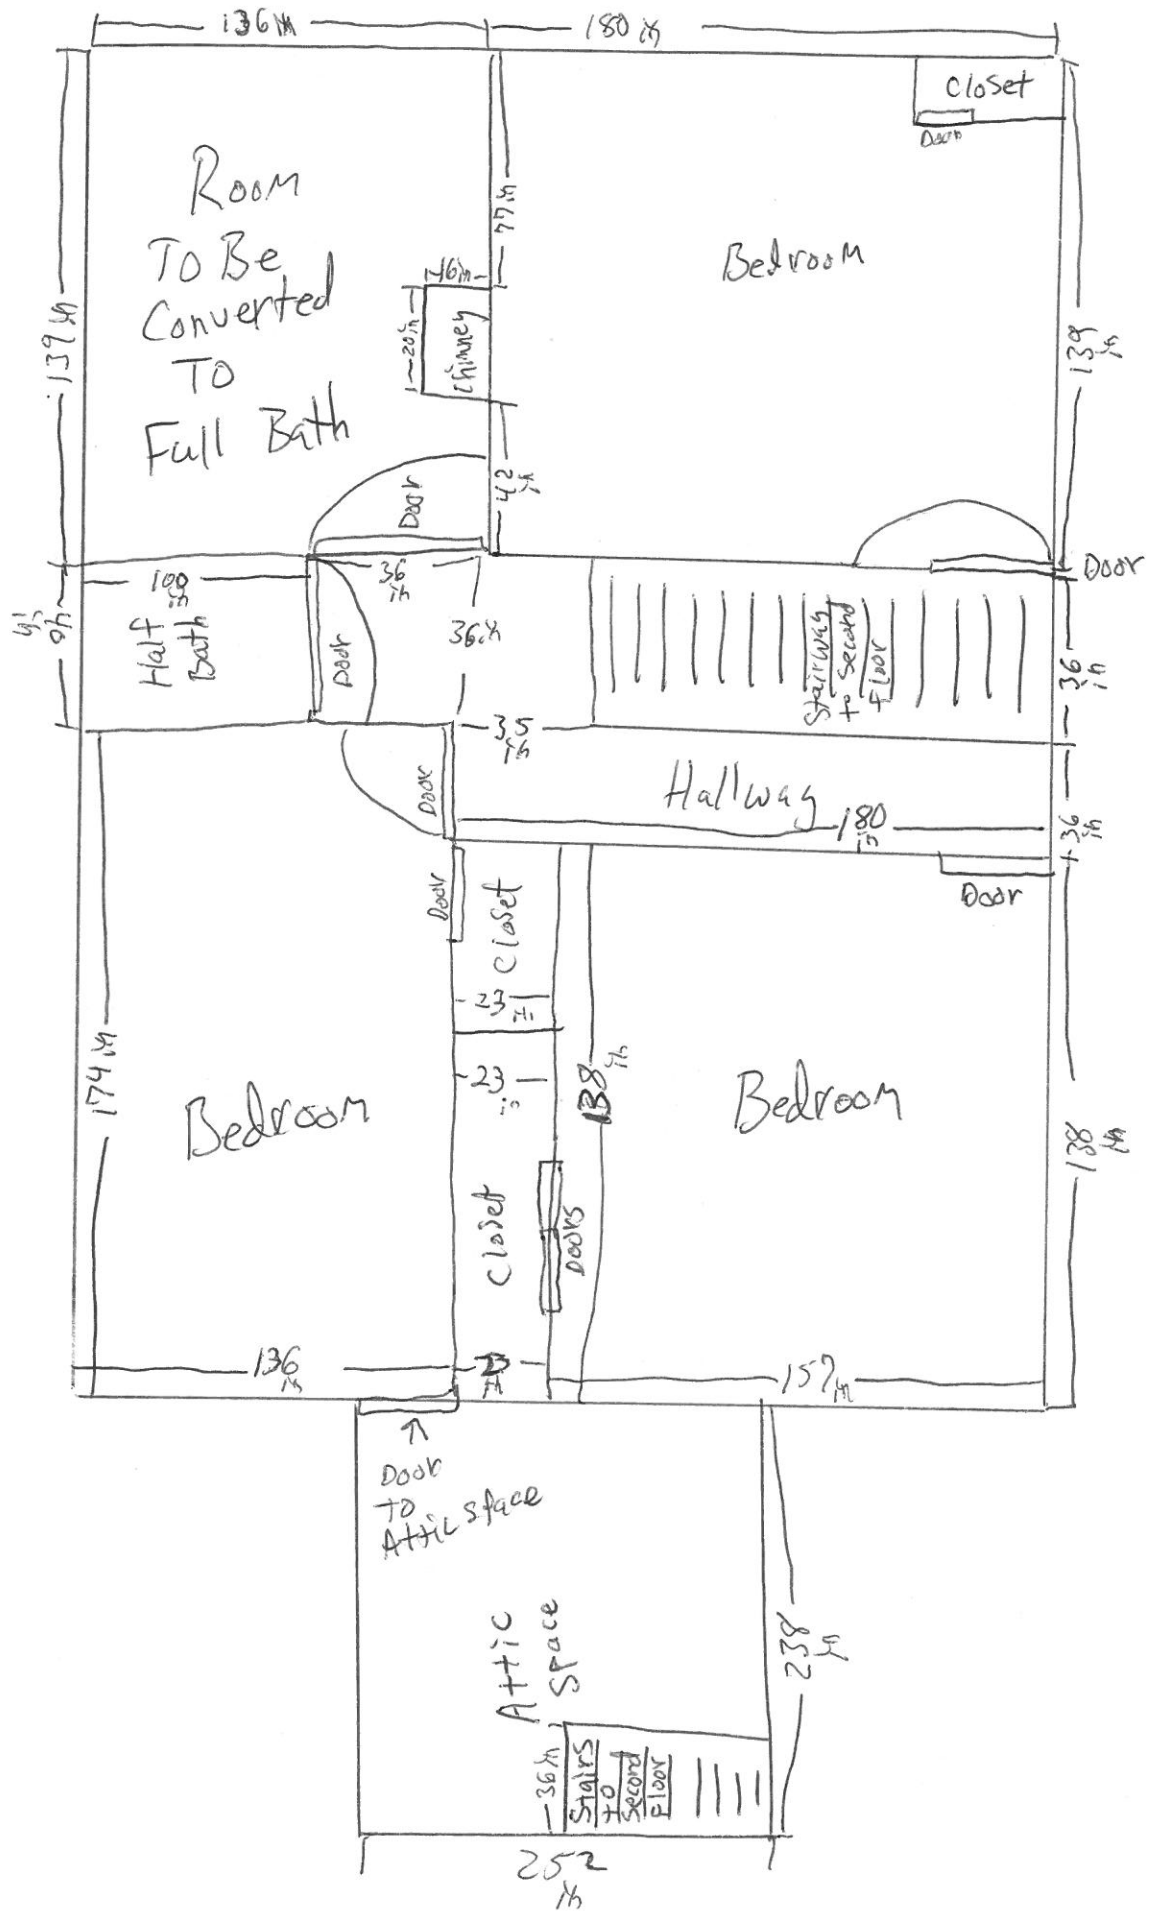 136 in
180 in
Closet
Door
Room
To Be
Converted
To
Full Bath
77 in
16 in
20 in
Chimney
Bedroom
139 in
139
in
42
in
Door
Door
100
in
36
in
36 in
40
in
Half
Bath
Door
Stairway
to Second
Floor
36
in
35
in
Hallway
180
in
36
in
Door
Door
Door
Closet
23
in
23
in
138
in
174 in
Bedroom
Bedroom
138
in
Closet
Doors
136
in
23
in
157
in
Door
to
Attic space
Attic
Space
238
in
36 in
Stairs
to
Second
Floor
252
in